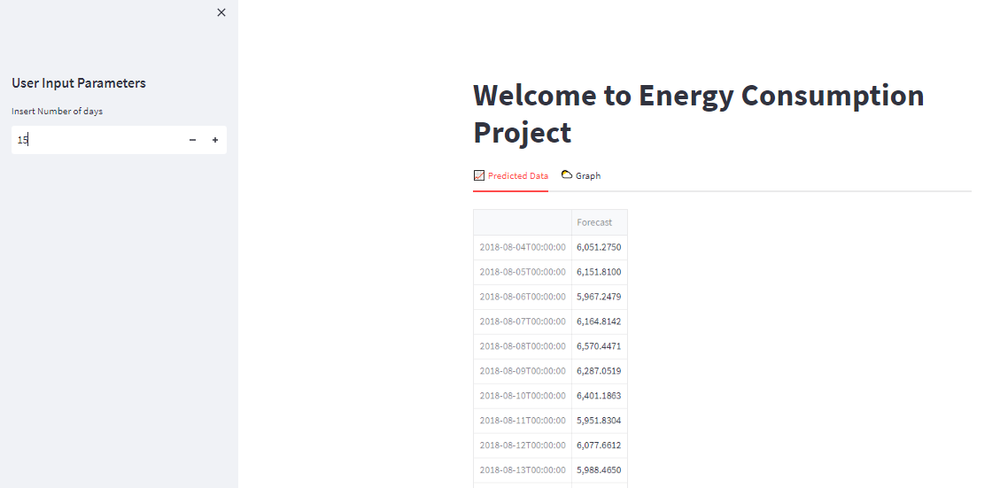 User Input Parameters
Insert Number of days
15
Welcome to Energy Consumption
Project
Predicted Data Graph
Forecast
2018-08-04T00:00:00 6,051.2750
2018-08-05T00:00:00 6,151.8100
2018-08-06T00:00:00 5,967.2479
2018-08-07T00:00:00 6,164.8142
2018-08-08T00:00:00 6,570.4471
2018-08-09T00:00:00 6,287.0519
2018-08-10T00:00:00 6,401.1863
2018-08-11T00:00:00 5,951.8304
2018-08-12T00:00:00 6,077.6612
2018-08-13T00:00:00 5,988.4650